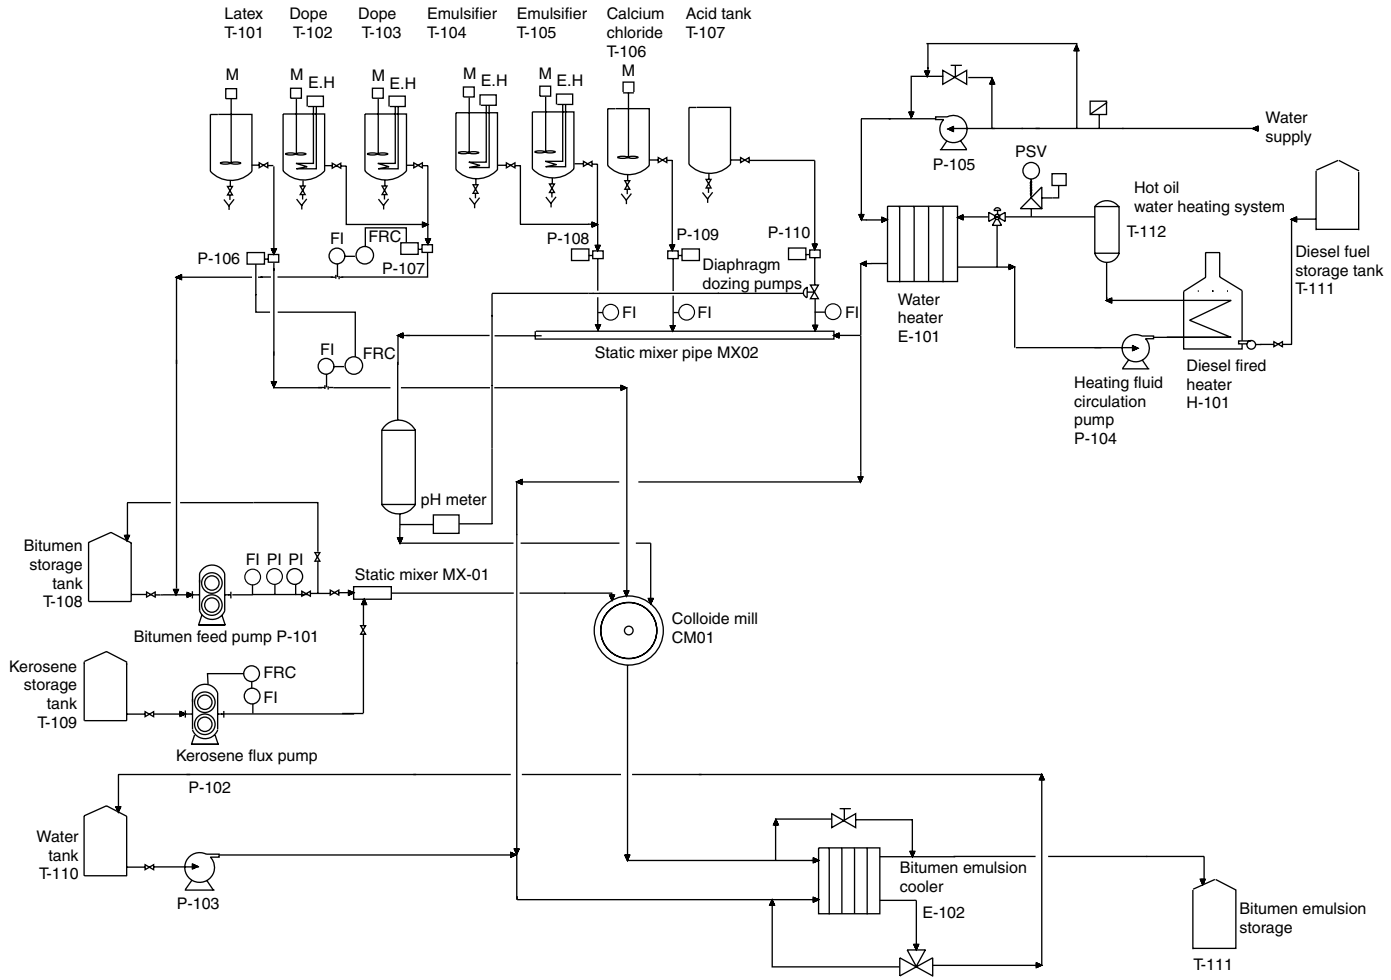 Latex
T-101
Dope
T-102
Dope
T-103
Emulsifier
T-104
Emulsifier
T-105
Calcium
chloride
T-106
Acid tank
T-107
M
M
E.H
M
E.H
M
E.H
M
E.H
M
Water
supply
P-105
PSV
Hot oil
water heating system
T-112
Diesel fuel
storage tank
T-111
P-106
FI
FRC
P-107
P-108
P-109
P-110
Diaphragm
dozing pumps
FI
FI
FI
Water
heater
E-101
Static mixer pipe MX02
FI
FRC
Heating fluid
circulation
pump
P-104
Diesel fired
heater
H-101
pH meter
Bitumen
storage
tank
T-108
FI
PI
PI
Static mixer MX-01
Bitumen feed pump P-101
Colloide mill
CM01
Kerosene
storage
tank
T-109
FRC
FI
Kerosene flux pump
P-102
Water
tank
T-110
P-103
Bitumen emulsion
cooler
E-102
Bitumen emulsion
storage
T-111